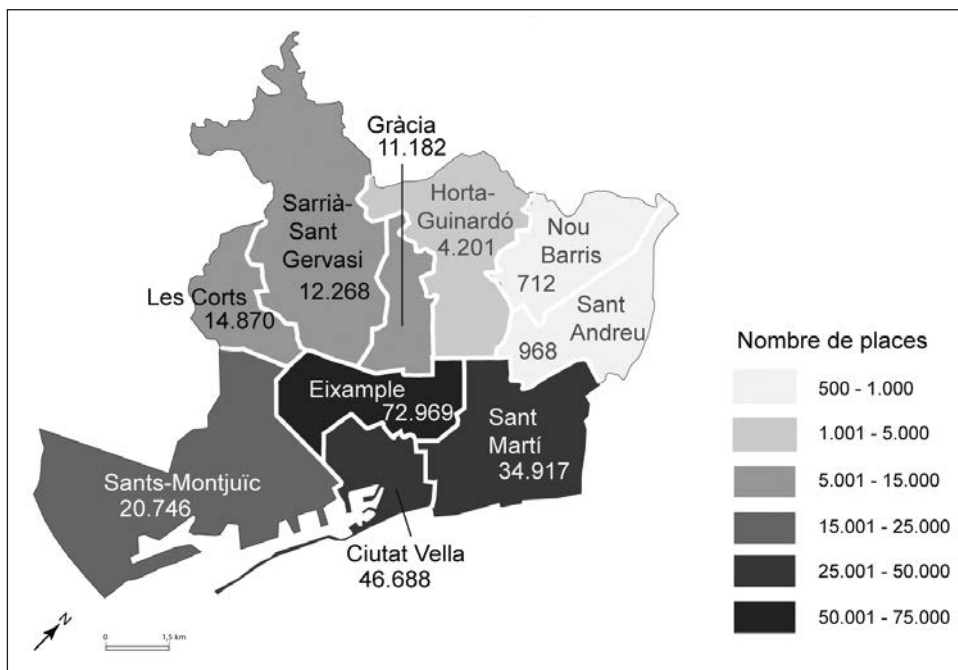 Gràcia
11.182
Horta-
Guinardó
4.201
Sarrià-
Sant
Gervasi
12.268
Nou
Barris
712
Les Corts
14.870
Sant
Andreu
968
Eixample
72.969
Sant
Martí
34.917
Sants-Montjuïc
20.746
Ciutat Vella
46.688
Nombre de places
500 - 1.000
1.001 - 5.000
5.001 - 15.000
15.001 - 25.000
25.001 - 50.000
50.001 - 75.000
N
0 1,5 km